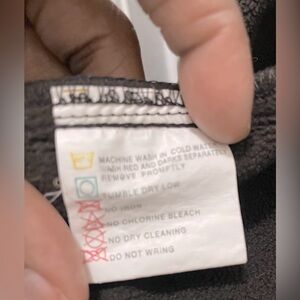 MACHINE WASH IN COLD WATER
WASH RED AND DARKS SEPARATELY
REMOVE PROMPTLY
TUMBLE DRY LOW
NO IRON
NO CHLORINE BLEACH
NO DRY CLEANING
DO NOT WRING